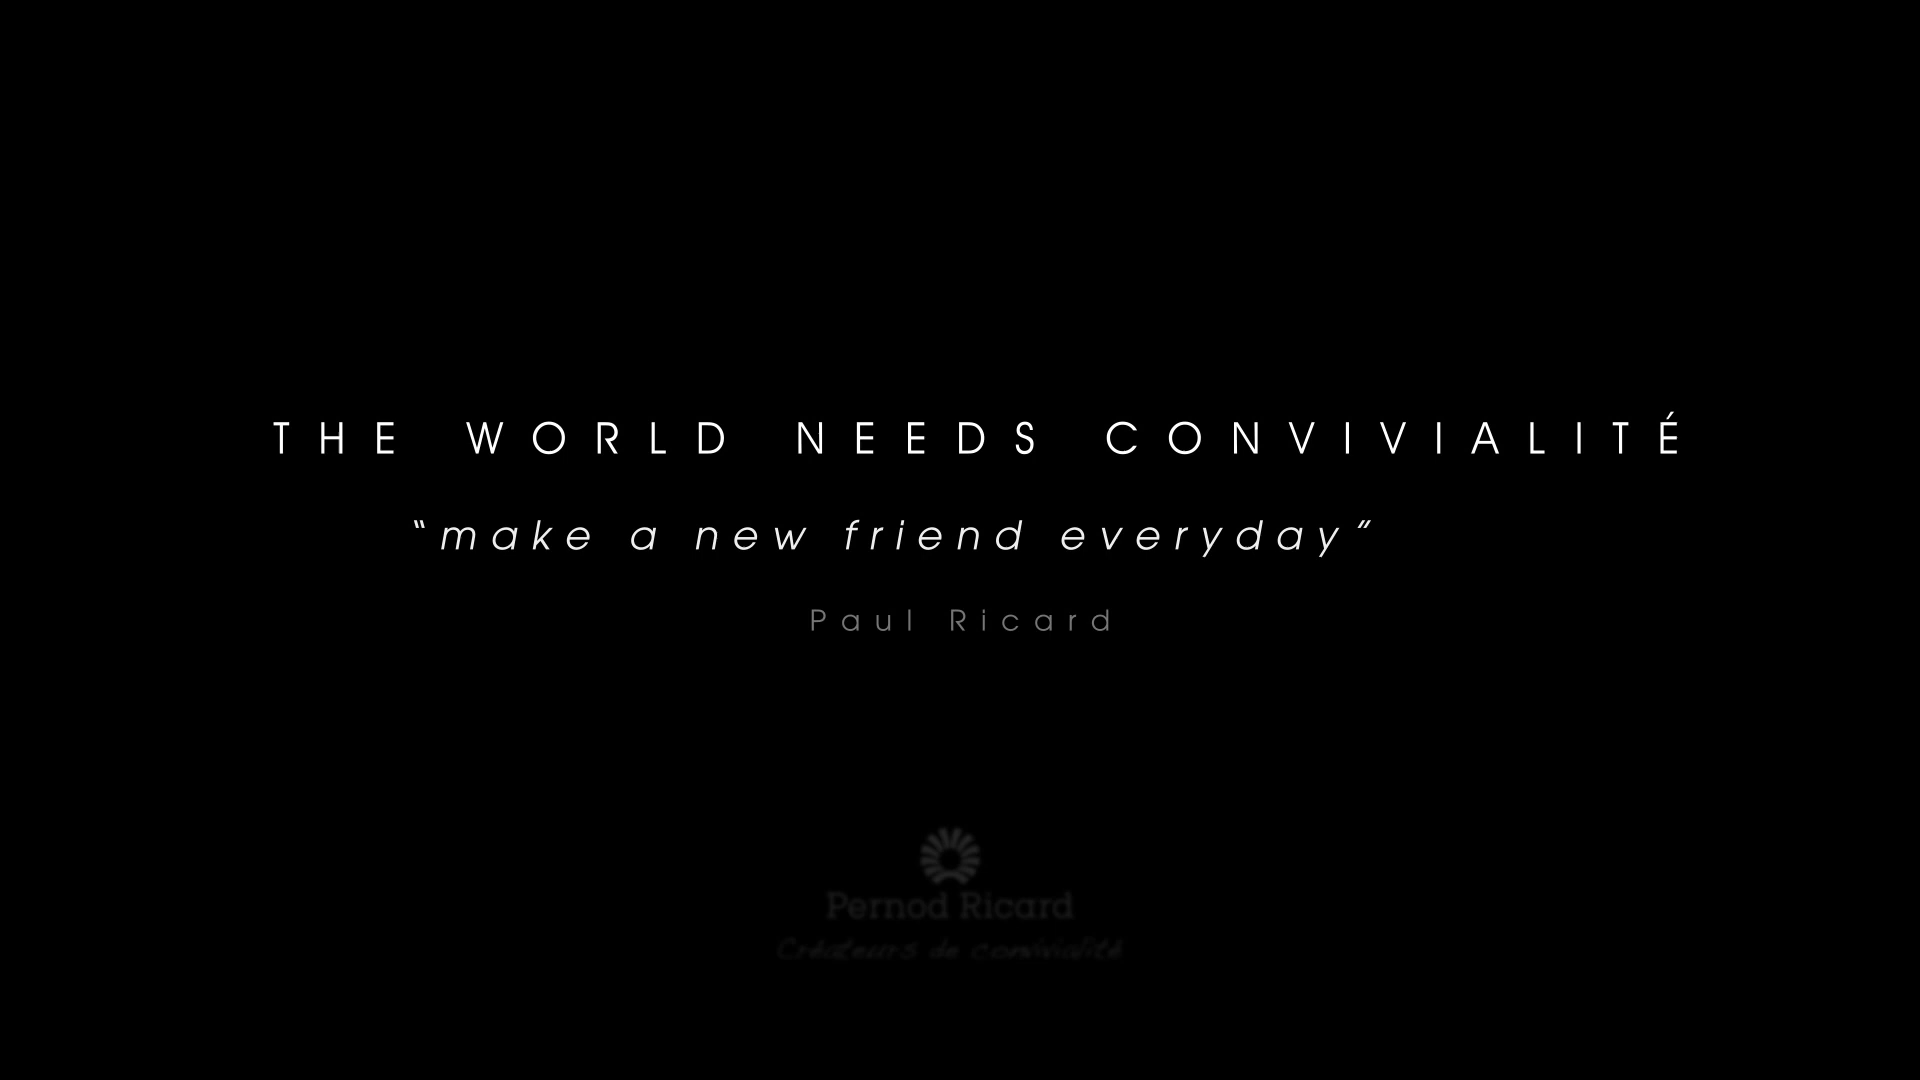 THE WORLD NEEDS CONVIVIALITÉ
“make a new friend everyday”
Paul Ricard
Pernod Ricard
Créateurs de convivialité